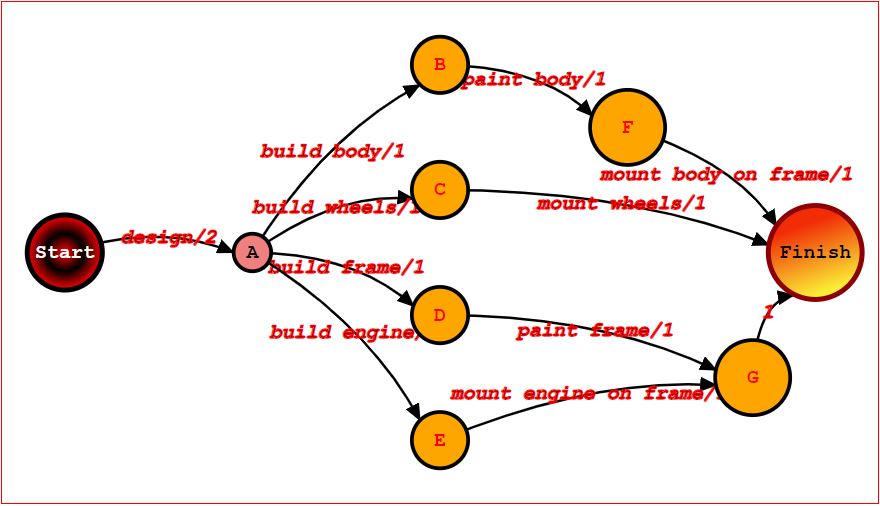 B
paint body/1
F
build body/1
mount body on frame/1
C
build wheels/1
mount wheels/1
Start
design/2
A
Finish
build frame/1
D
1
build engine/
paint frame/1
G
mount engine on frame/
E